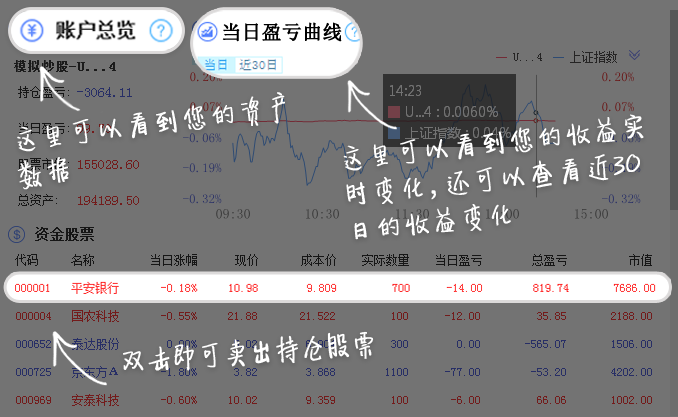 ¥ 账户总览 ?
当日盈亏曲线 ?
当日 近30日
模拟炒股-U...4
U...4 上证指数
持仓盈亏: -3064.11
股票市 155028.60
总资产: 194189.50
0.20% 0.20%
0.07% 0.07%
-0.06% -0.06%
-0.19% -0.19%
-0.32% -0.32%
14:23
U...4 : 0.0060%
上证指数 : 0.04%
09:30 10:30 11:30 15:00
这里可以看到您的资产
数据
这里可以看到您的收益实
时变化,还可以查看近30
日的收益变化
$ 资金股票
代码 名称 当日涨幅 现价 成本价 实际数量 当日盈亏 总盈亏 市值
000001 平安银行 -0.18% 10.98 9.809 700 -14.00 819.74 7686.00
000004 国农科技 -0.55% 21.88 21.522 100 -12.00 35.85 2188.00
000652 泰达股份 300 0.00 -565.07 1506.00
000725 京东方A -1.80% 3.82 3.868 1100 -77.00 -53.20 4202.00
000969 安泰科技 -0.60% 10.02 9.359 100 -6.00 66.06 1002.00
双击即可卖出持仓股票